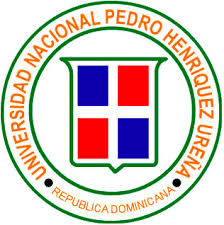 UNIVERSIDAD NACIONAL PEDRO HENRIQUEZ UREÑA
REPUBLICA DOMINICANA